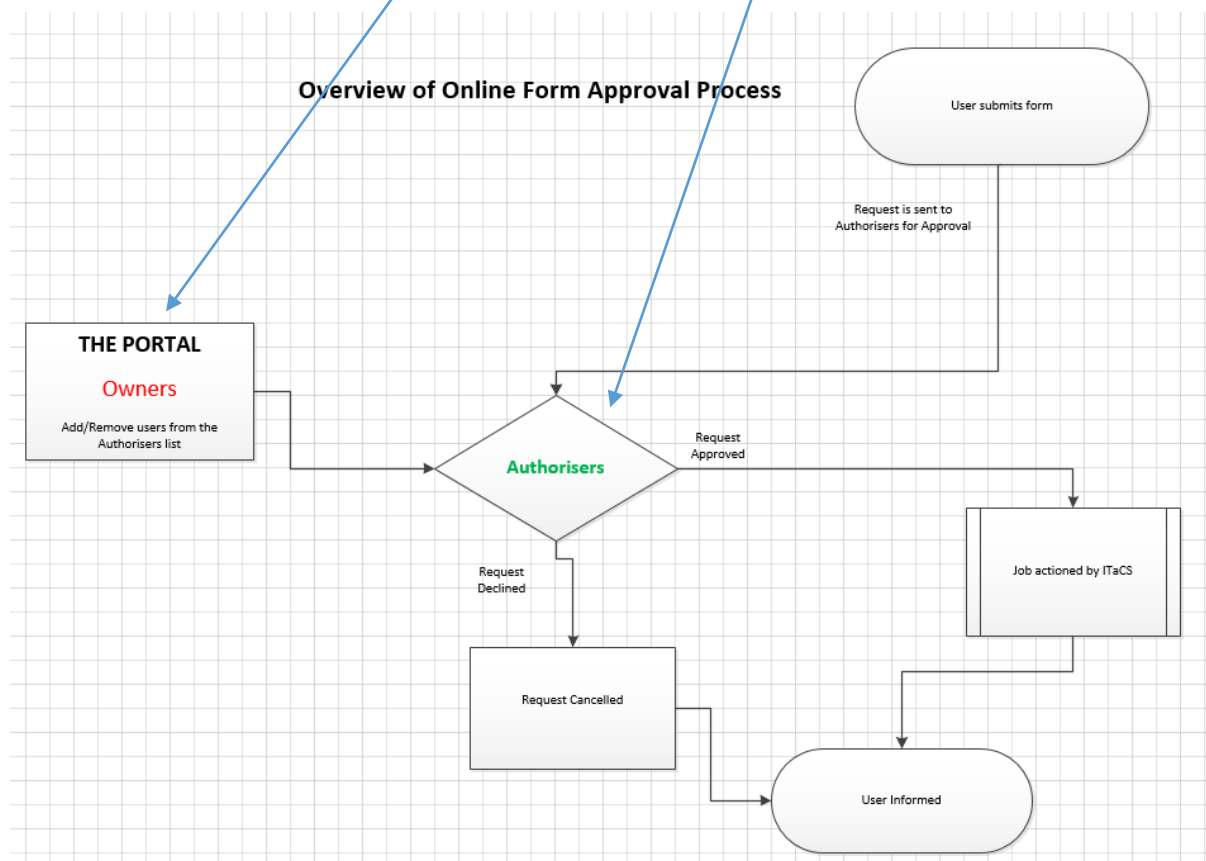 Overview of Online Form Approval Process
User submits form
Request is sent to
Authorisers for Approval
THE PORTAL
Owners
Add/Remove users from the
Authorisers list
Authorisers
Request
Approved
Request
Declined
Job actioned by ITaCS
Request Cancelled
User Informed